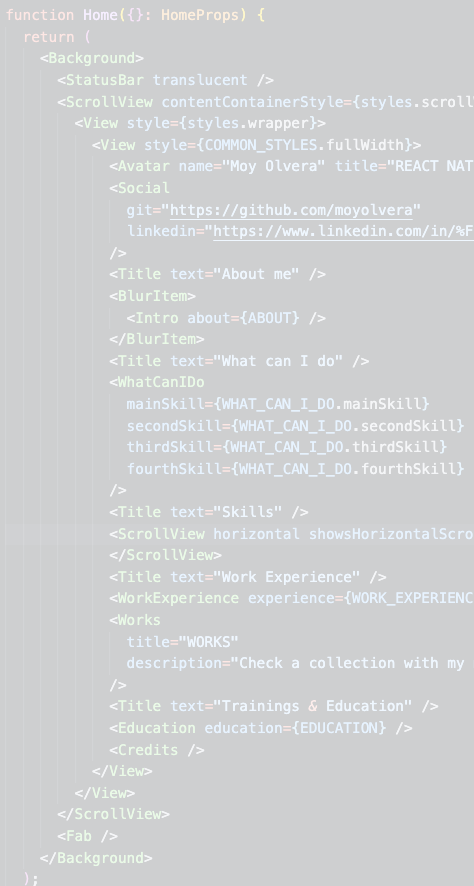 function Home({}: HomeProps) {
return (
<Background>
<StatusBar translucent />
<ScrollView contentContainerStyle={styles.scroll
<View style={styles.wrapper}>
<View style={COMMON_STYLES.fullWidth}>
<Avatar name="Moy Olvera" title="REACT NAT
<Social
git="https://github.com/moyolvera"
linkedin="https://www.linkedin.com/in/%F
/>
<Title text="About me" />
<BlurItem>
<Intro about={ABOUT} />
</BlurItem>
<Title text="What can I do" />
<WhatCanIDo
mainSkill={WHAT_CAN_I_DO.mainSkill}
secondSkill={WHAT_CAN_I_DO.secondSkill}
thirdSkill={WHAT_CAN_I_DO.thirdSkill}
fourthSkill={WHAT_CAN_I_DO.fourthSkill}
/>
<Title text="Skills" />
<ScrollView horizontal showsHorizontalScro
</ScrollView>
<Title text="Work Experience" />
<WorkExperience experience={WORK_EXPERIENC
<Works
title="WORKS"
description="Check a collection with my
/>
<Title text="Trainings & Education" />
<Education education={EDUCATION} />
<Credits />
</View>
</View>
</ScrollView>
<Fab />
</Background>
);